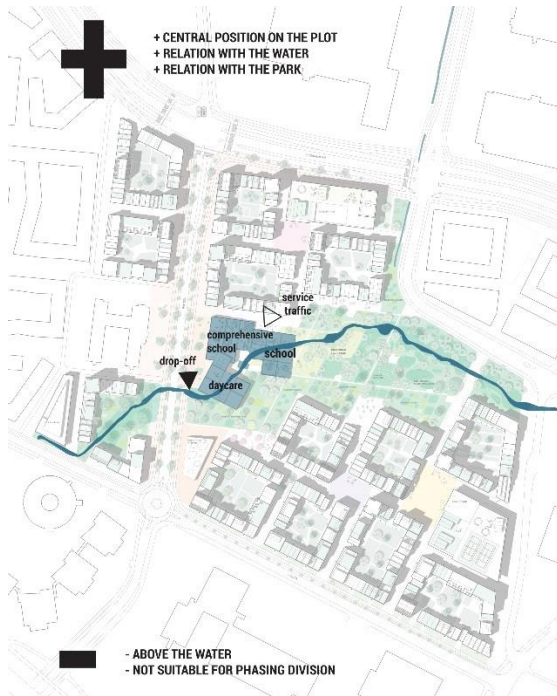 + CENTRAL POSITION ON THE PLOT
+ RELATION WITH THE WATER
+ RELATION WITH THE PARK
service
traffic
comprehensive
school
school
drop-off
daycare
- ABOVE THE WATER
- NOT SUITABLE FOR PHASING DIVISION